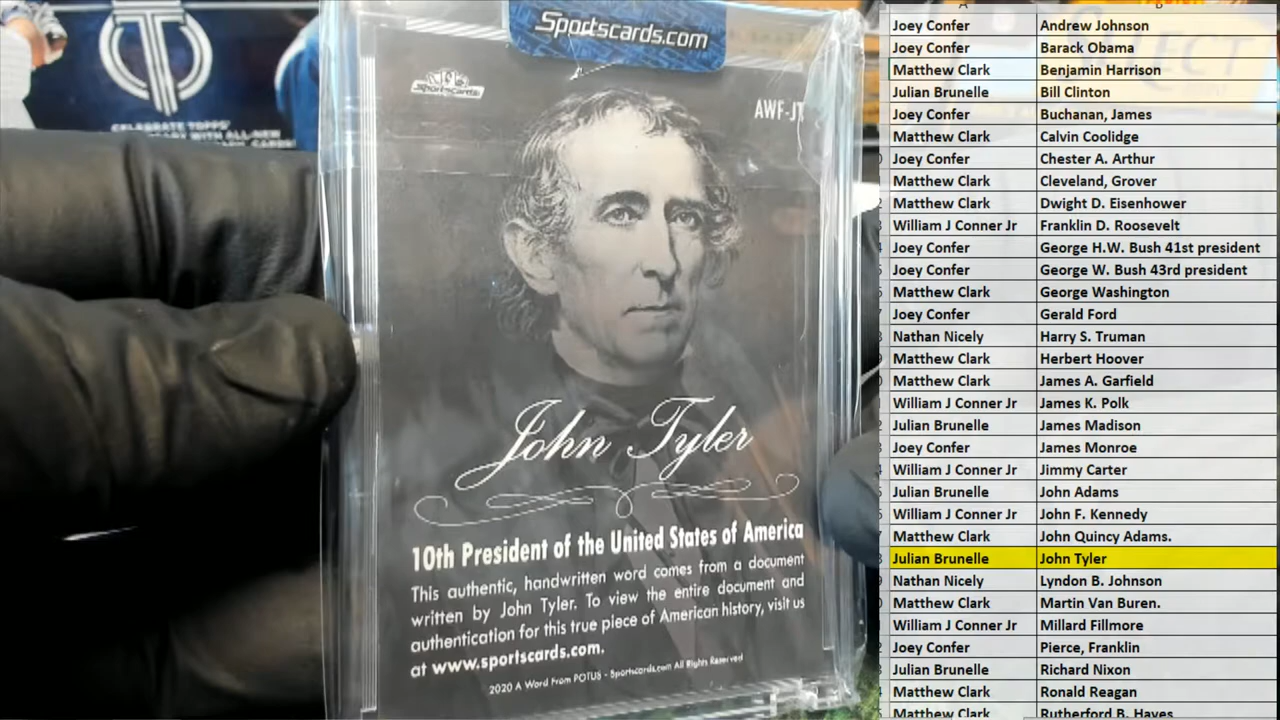 Sportscards.com
Sportscards
AWF-JT
CELEBRATE TOPPS'
WITH ALL-NEW
CARDS!
John Tyler
10th President of the United States of America
This authentic, handwritten word comes from a document
written by John Tyler. To view the entire document and
authentication for this true piece of American history, visit us
at www.sportscards.com.
2020 A Word From POTUS - Sportscards.com All Rights Reserved
Joey Confer Andrew Johnson
Joey Confer Barack Obama
Matthew Clark Benjamin Harrison
Julian Brunelle Bill Clinton
Joey Confer Buchanan, James
Matthew Clark Calvin Coolidge
Joey Confer Chester A. Arthur
Matthew Clark Cleveland, Grover
Matthew Clark Dwight D. Eisenhower
William J Conner Jr Franklin D. Roosevelt
Joey Confer George H.W. Bush 41st president
Joey Confer George W. Bush 43rd president
Matthew Clark George Washington
Joey Confer Gerald Ford
Nathan Nicely Harry S. Truman
Matthew Clark Herbert Hoover
Matthew Clark James A. Garfield
William J Conner Jr James K. Polk
Julian Brunelle James Madison
Joey Confer James Monroe
William J Conner Jr Jimmy Carter
Julian Brunelle John Adams
William J Conner Jr John F. Kennedy
Matthew Clark John Quincy Adams.
Julian Brunelle John Tyler
Nathan Nicely Lyndon B. Johnson
Matthew Clark Martin Van Buren.
William J Conner Jr Millard Fillmore
Joey Confer Pierce, Franklin
Julian Brunelle Richard Nixon
Matthew Clark Ronald Reagan
Matthew Clark Rutherford B. Hayes